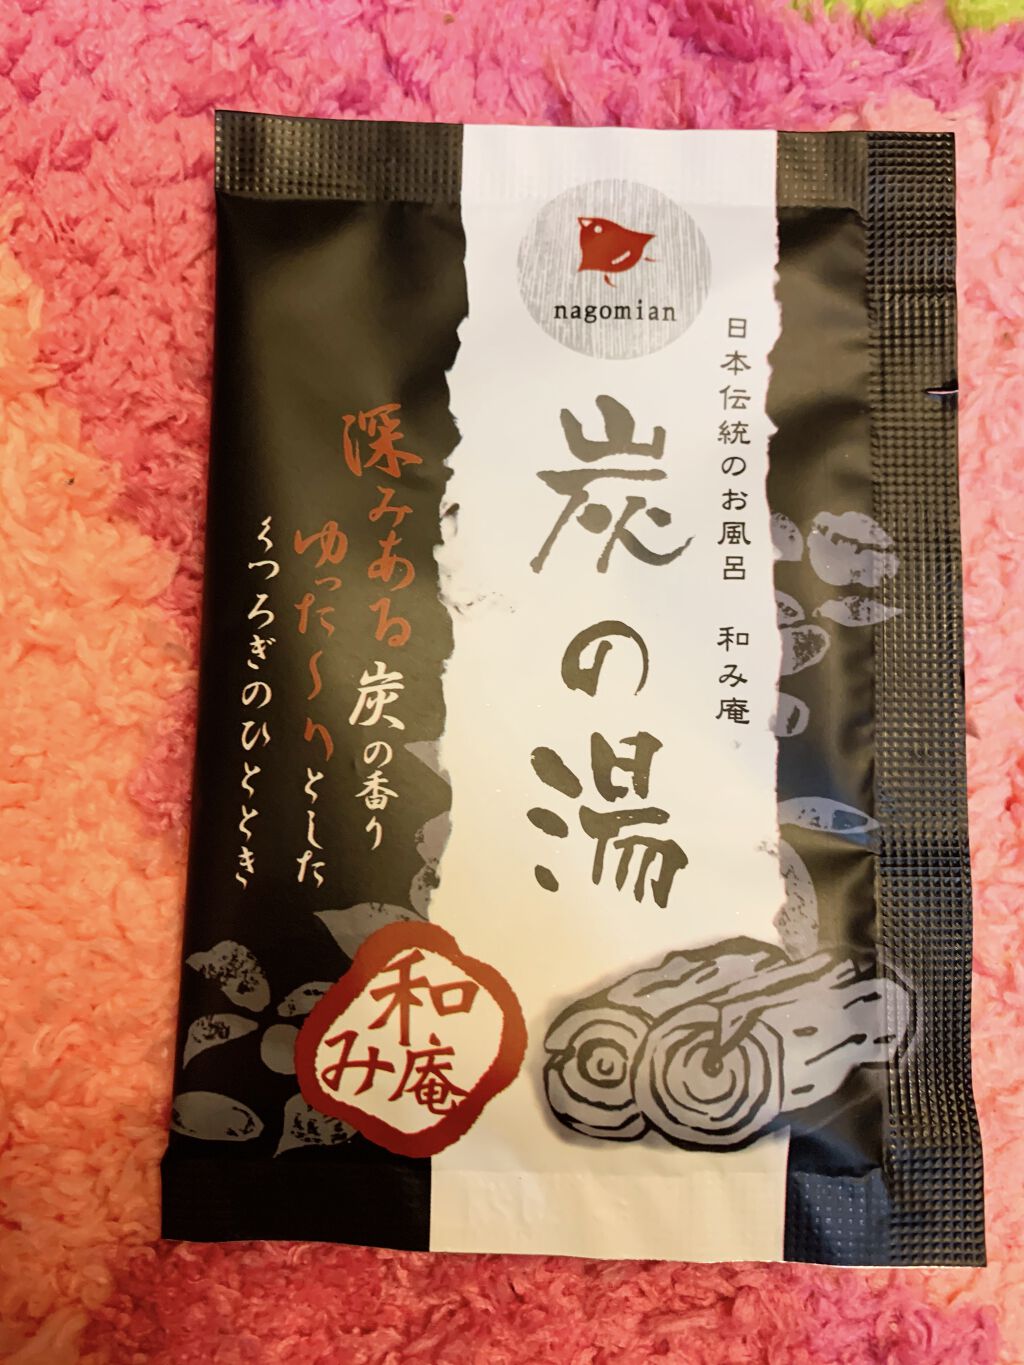 nagomian
日本伝統のお風呂 和み庵
炭の湯
深みある炭の香り
ゆった〜りとした
くつろぎのひととき
和み庵